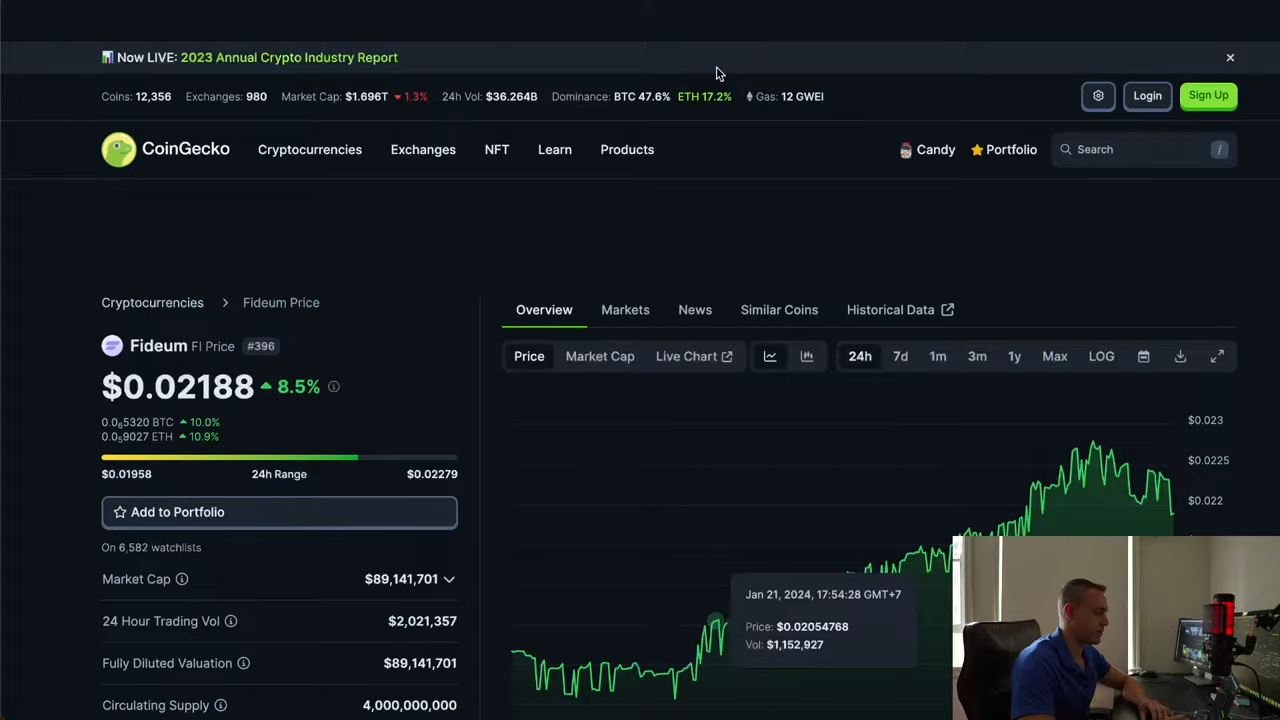 Now LIVE: 2023 Annual Crypto Industry Report
Coins: 12,356 Exchanges: 980 Market Cap: $1.696T 1.3% 24h Vol: $36.264B Dominance: BTC 47.6% ETH 17.2% Gas: 12 GWEI
Login
Sign Up
CoinGecko
Cryptocurrencies Exchanges NFT Learn Products
Candy Portfolio
Search /
Cryptocurrencies > Fideum Price
Fideum FI Price #396
$0.02188 8.5%
0.0₆5320 BTC 10.0%
0.0₅9027 ETH 10.9%
$0.01958 24h Range $0.02279
Add to Portfolio
On 6,582 watchlists
Market Cap $89,141,701
24 Hour Trading Vol $2,021,357
Fully Diluted Valuation $89,141,701
Circulating Supply 4,000,000,000
Overview Markets News Similar Coins Historical Data
Price Market Cap Live Chart
24h 7d 1m 3m 1y Max LOG
$0.023
$0.0225
$0.022
Jan 21, 2024, 17:54:28 GMT+7
Price: $0.02054768
Vol: $1,152,927